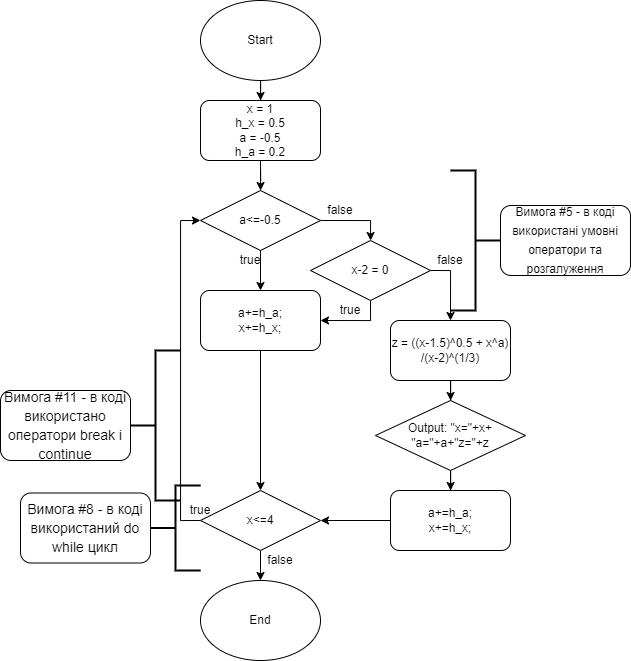 Start
x = 1
h_x = 0.5
a = -0.5
h_a = 0.2
a<=-0.5
false
true
x-2 = 0
false
true
Вимога #5 - в коді
використані умовні
оператори та
розгалуження
a+=h_a;
x+=h_x;
z = ((x-1.5)^0.5 + x^a)
/(x-2)^(1/3)
Вимога #11 - в коді
використано
оператори break і
continue
Output: "x="+x+
"a="+a+"z="+z
Вимога #8 - в коді
використаний do
while цикл
true
x<=4
false
a+=h_a;
x+=h_x;
End